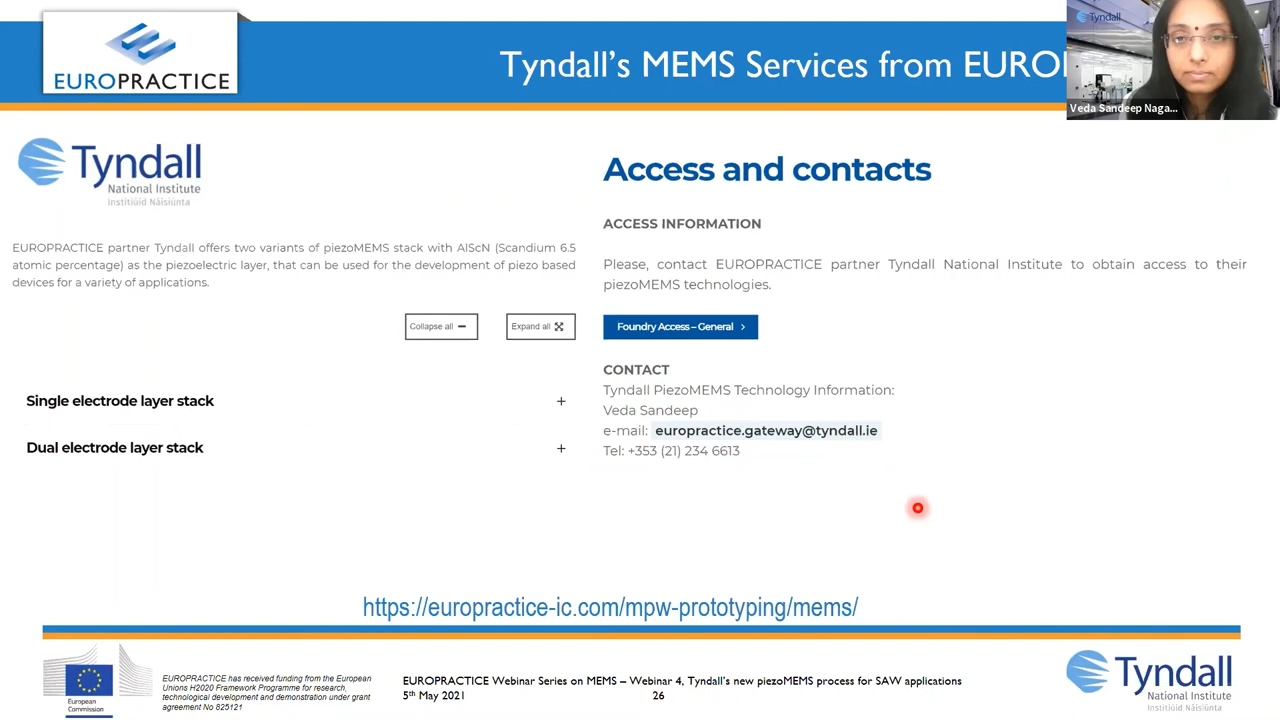 EUROPRACTICE
Tyndall's MEMS Services from EURO
Tyndall
Veda Sandeep Naga...
Tyndall
National Institute
Institiúid Náisiúnta
EUROPRACTICE partner Tyndall offers two variants of piezoMEMS stack with AlScN (Scandium 6.5
atomic percentage) as the piezoelectric layer, that can be used for the development of piezo based
devices for a variety of applications.
Collapse all
Expand all
Single electrode layer stack +
Dual electrode layer stack +
Access and contacts
ACCESS INFORMATION
Please, contact EUROPRACTICE partner Tyndall National Institute to obtain access to their
piezoMEMS technologies.
Foundry Access – General >
CONTACT
Tyndall PiezoMEMS Technology Information:
Veda Sandeep
e-mail: europractice.gateway@tyndall.ie
Tel: +353 (21) 234 6613
https://europractice-ic.com/mpw-prototyping/mems/
European
Commission
EUROPRACTICE has received funding from the European
Unions H2020 Framework Programme for research,
technological development and demonstration under grant
agreement No 825121
EUROPRACTICE Webinar Series on MEMS – Webinar 4, Tyndall's new piezoMEMS process for SAW applications
5th May 2021 26
Tyndall
National Institute
Institiúid Náisiúnta